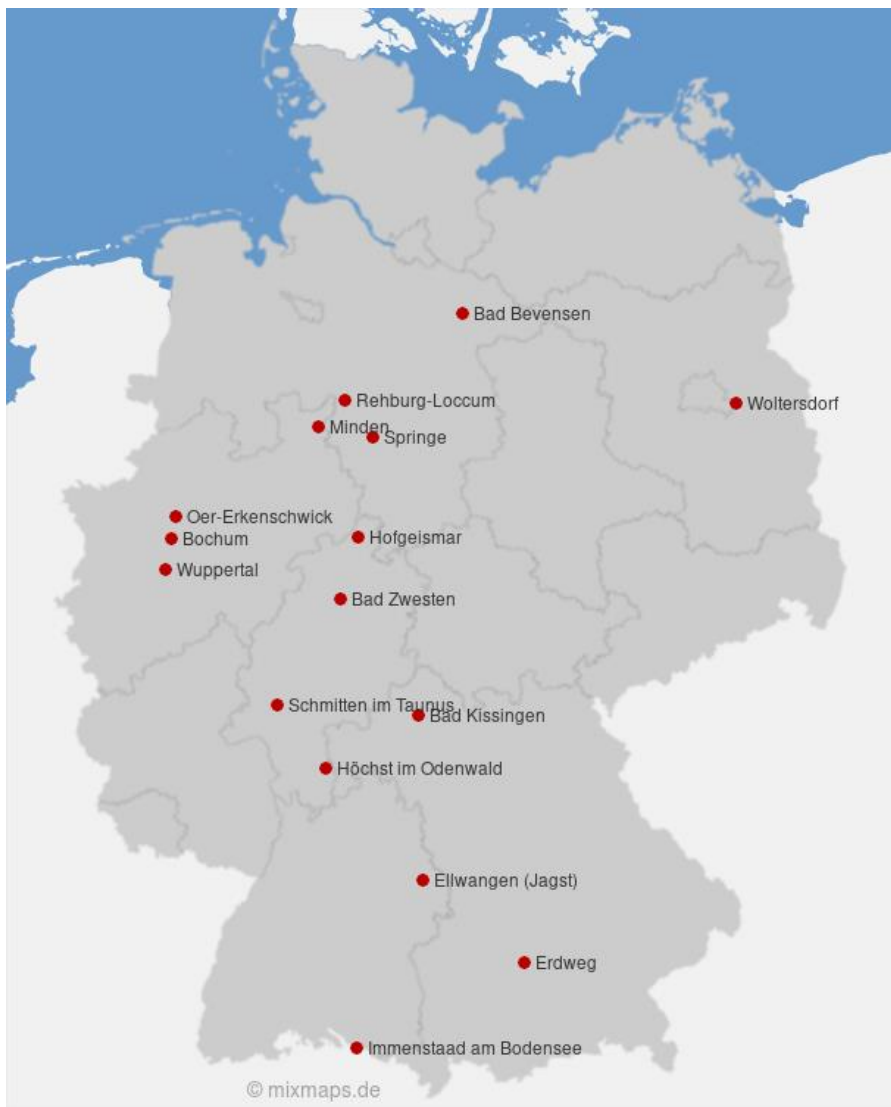 Bad Bevensen
Rehburg-Loccum
Woltersdorf
Minden
Springe
Oer-Erkenschwick
Bochum
Hofgeismar
Wuppertal
Bad Zwesten
Schmitten im Taunus
Bad Kissingen
Höchst im Odenwald
Ellwangen (Jagst)
Erdweg
Immenstaad am Bodensee
© mixmaps.de